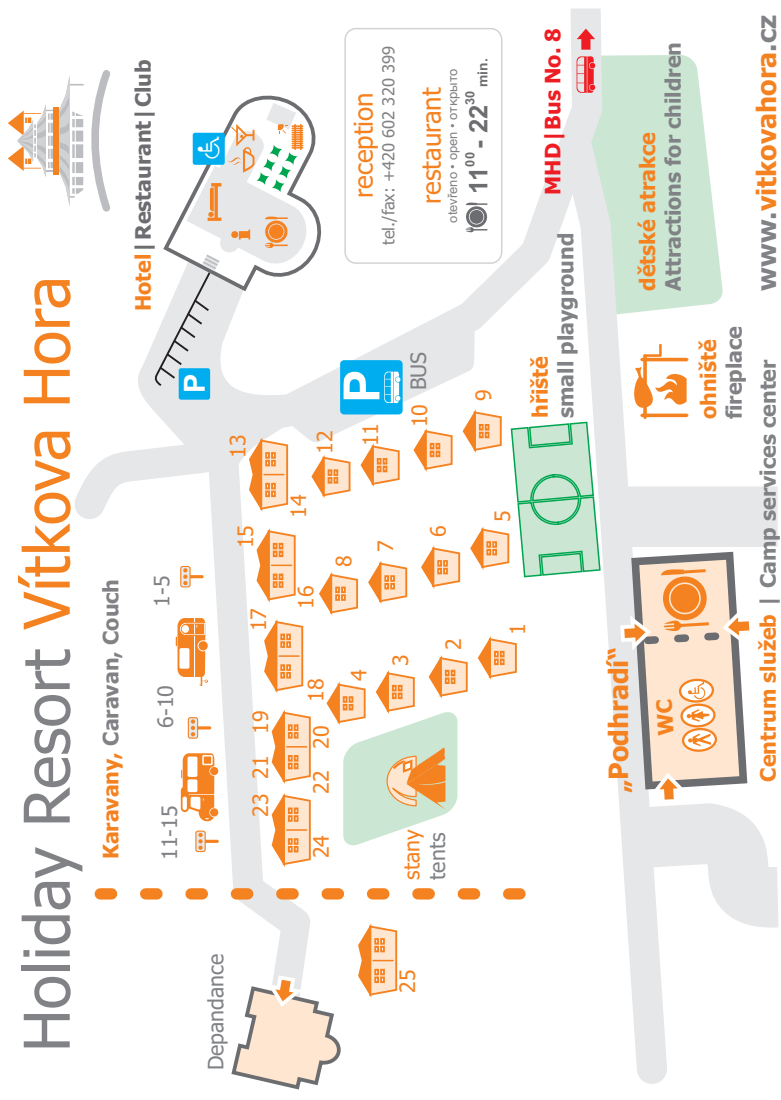 Holiday Resort Vítkova Hora
Karavany, Caravan, Couch
11-15
6-10
1-5
Hotel | Restaurant | Club
P
Depandance
23
21
19
17
15
13
24
22
20
18
16
14
25
4
8
12
3
7
11
2
6
10
1
5
9
P
BUS
stany
tents
reception
tel./fax: +420 602 320 399
restaurant
otevřeno • open • открыто
11⁰⁰ - 22³⁰ min.
hřiště
small playground
MHD | Bus No. 8
„Podhradí“
WC
ohniště
fireplace
dětské atrakce
Attractions for children
Centrum služeb | Camp services center
www.vitkovahora.cz